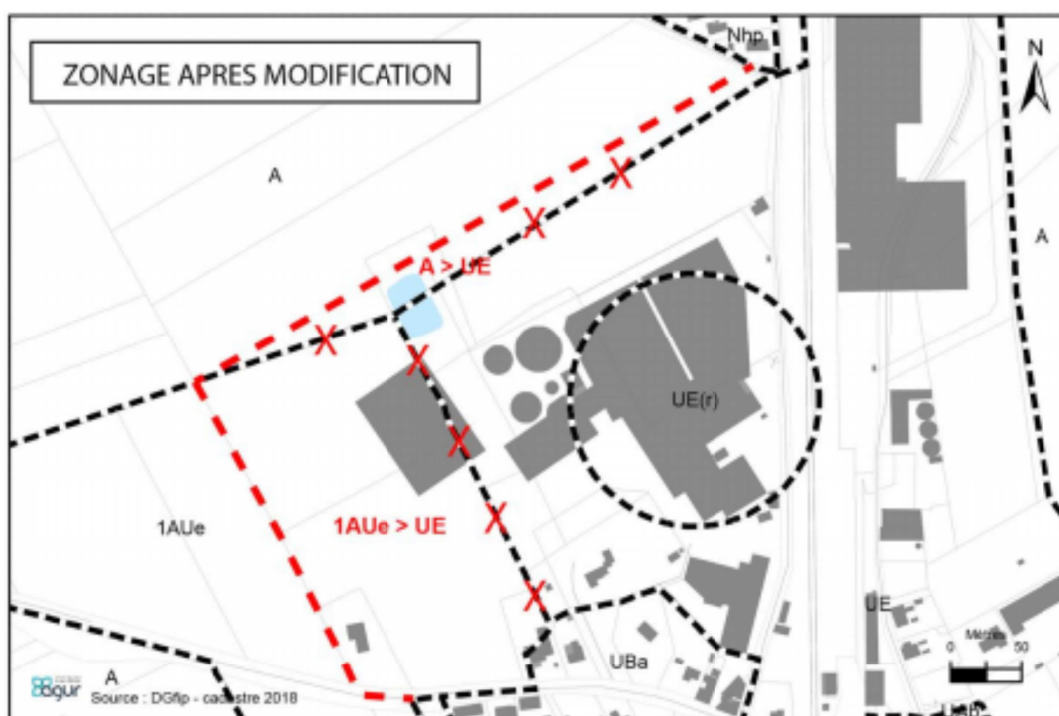 ZONAGE APRES MODIFICATION
Nhp
N
A
A
A > UE
UE(r)
1AUe
1AUe > UE
UE
Mètres
0 50
UBa
A
agur
Source : DGfip - cadastre 2018